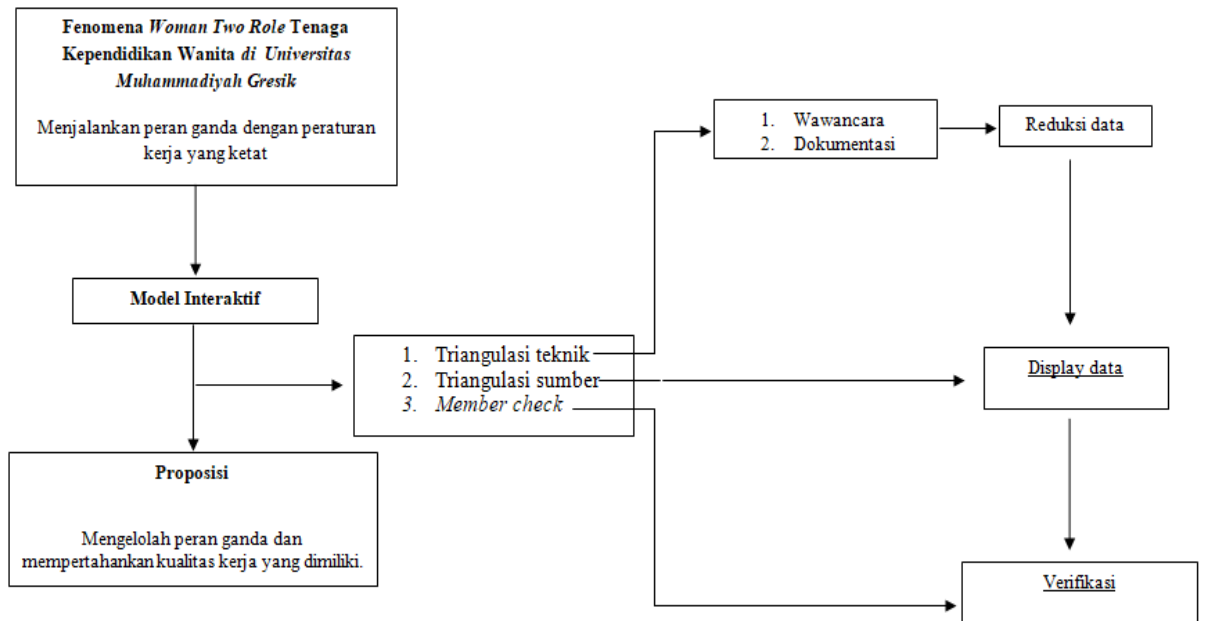 Fenomena Woman Two Role Tenaga
Kependidikan Wanita di Universitas
Muhammadiyah Gresik
Menjalankan peran ganda dengan peraturan
kerja yang ketat
Model Interaktif
Proposisi
Mengelolah peran ganda dan
mempertahankan kualitas kerja yang dimiliki.
1. Triangulasi teknik
2. Triangulasi sumber
3. Member check
1. Wawancara
2. Dokumentasi
Reduksi data
Display data
Verifikasi